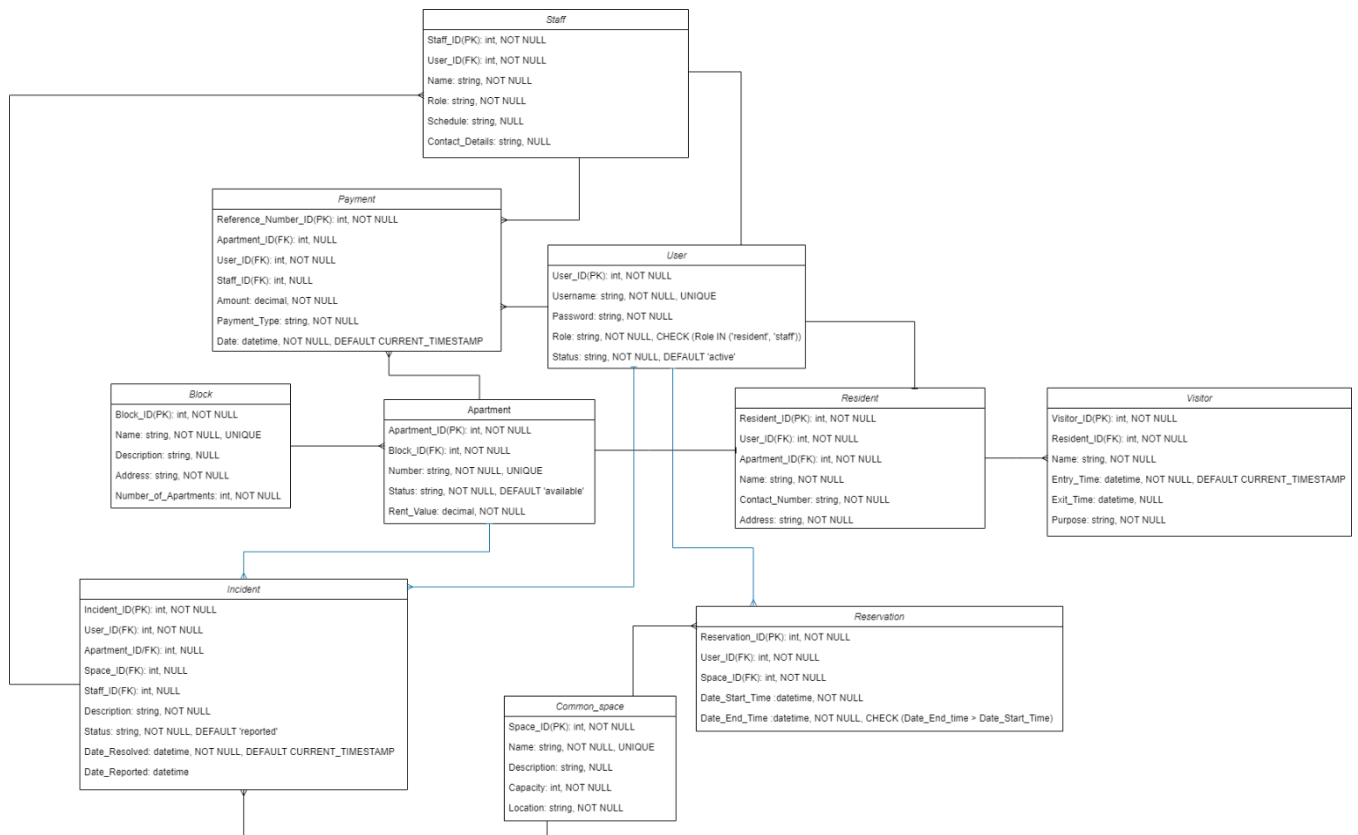 Staff
Staff_ID(PK): int, NOT NULL
User_ID(FK): int, NOT NULL
Name: string, NOT NULL
Role: string, NOT NULL
Schedule: string, NULL
Contact_Details: string, NULL
Payment
Reference_Number_ID(PK): int, NOT NULL
Apartment_ID(FK): int, NULL
User_ID(FK): int, NOT NULL
Staff_ID(FK): int, NULL
Amount: decimal, NOT NULL
Payment_Type: string, NOT NULL
Date: datetime, NOT NULL, DEFAULT CURRENT_TIMESTAMP
User
User_ID(PK): int, NOT NULL
Username: string, NOT NULL, UNIQUE
Password: string, NOT NULL
Role: string, NOT NULL, CHECK (Role IN ('resident', 'staff'))
Status: string, NOT NULL, DEFAULT 'active'
Block
Block_ID(PK): int, NOT NULL
Name: string, NOT NULL, UNIQUE
Description: string, NULL
Address: string, NOT NULL
Number_of_Apartments: int, NOT NULL
Apartment
Apartment_ID(PK): int, NOT NULL
Block_ID(FK): int, NOT NULL
Number: string, NOT NULL, UNIQUE
Status: string, NOT NULL, DEFAULT 'available'
Rent_Value: decimal, NOT NULL
Resident
Resident_ID(PK): int, NOT NULL
User_ID(FK): int, NOT NULL
Apartment_ID(FK): int, NOT NULL
Name: string, NOT NULL
Contact_Number: string, NOT NULL
Address: string, NOT NULL
Visitor
Visitor_ID(PK): int, NOT NULL
Resident_ID(FK): int, NOT NULL
Name: string, NOT NULL
Entry_Time: datetime, NOT NULL, DEFAULT CURRENT_TIMESTAMP
Exit_Time: datetime, NULL
Purpose: string, NOT NULL
Incident
Incident_ID(PK): int, NOT NULL
User_ID(FK): int, NOT NULL
Apartment_ID/FK): int, NULL
Space_ID(FK): int, NULL
Staff_ID(FK): int, NULL
Description: string, NOT NULL
Status: string, NOT NULL, DEFAULT 'reported'
Date_Resolved: datetime, NOT NULL, DEFAULT CURRENT_TIMESTAMP
Date_Reported: datetime
Reservation
Reservation_ID(PK): int, NOT NULL
User_ID(FK): int, NOT NULL
Space_ID(FK): int, NOT NULL
Date_Start_Time :datetime, NOT NULL
Date_End_Time :datetime, NOT NULL, CHECK (Date_End_time > Date_Start_Time)
Common_space
Space_ID(PK): int, NOT NULL
Name: string, NOT NULL, UNIQUE
Description: string, NULL
Capacity: int, NOT NULL
Location: string, NOT NULL